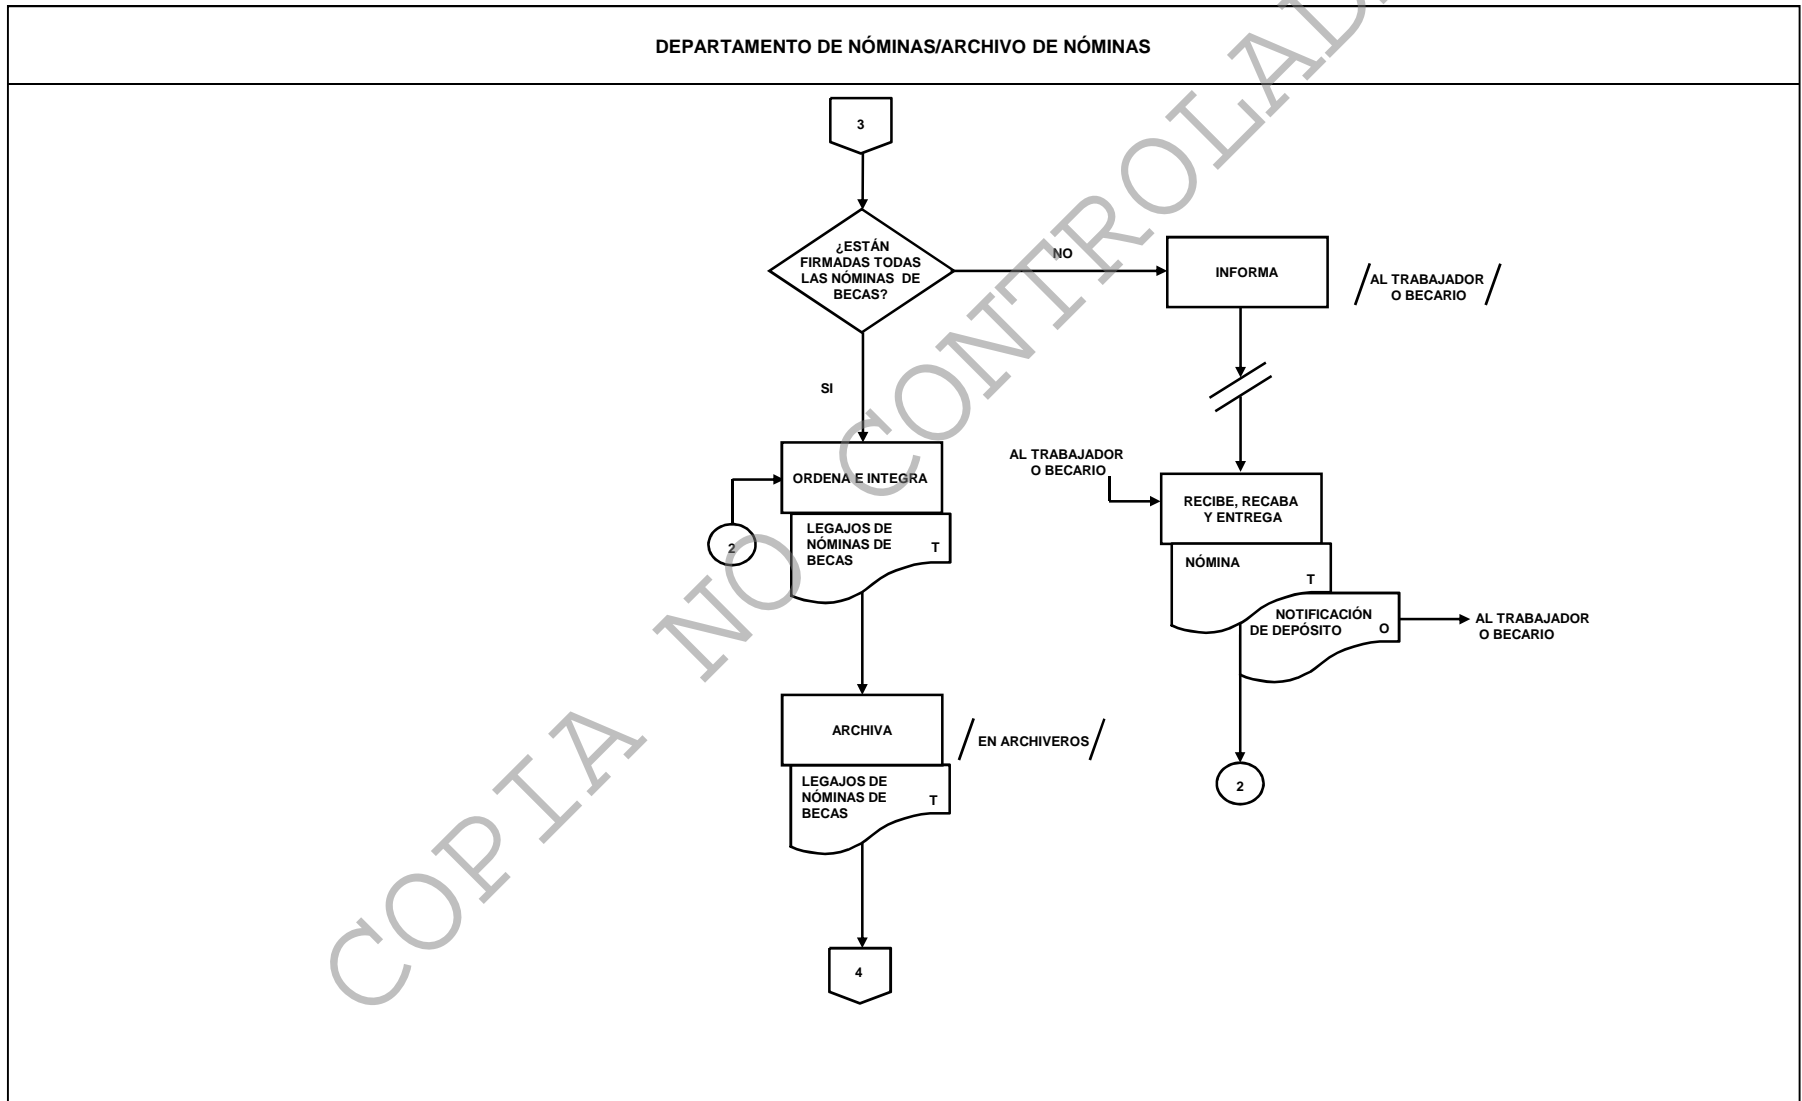 DEPARTAMENTO DE NÓMINAS/ARCHIVO DE NÓMINAS
3
¿ESTÁN
FIRMADAS TODAS
LAS NÓMINAS DE
BECAS?
NO
INFORMA
AL TRABAJADOR
O BECARIO
SI
ORDENA E INTEGRA
2
LEGAJOS DE
NÓMINAS DE
BECAS
T
AL TRABAJADOR
O BECARIO
RECIBE, RECABA
Y ENTREGA
NÓMINA
T
NOTIFICACIÓN
DE DEPÓSITO
O
AL TRABAJADOR
O BECARIO
ARCHIVA
EN ARCHIVEROS
LEGAJOS DE
NÓMINAS DE
BECAS
T
2
4
COPIA NO CONTROLAD